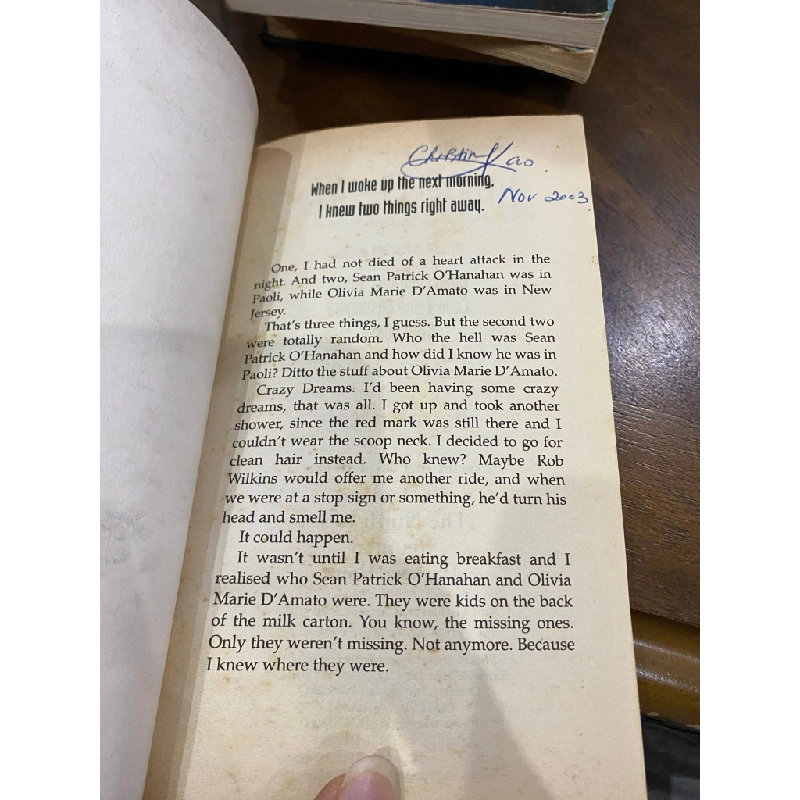 Christin Kao
When I woke up the next morning,
I knew two things right away.
Nov 2003
One, I had not died of a heart attack in the
night. And two, Sean Patrick O'Hanahan was in
Paoli, while Olivia Marie D'Amato was in New
Jersey.
That's three things, I guess. But the second two
were totally random. Who the hell was Sean
Patrick O'Hanahan and how did I know he was in
Paoli? Ditto the stuff about Olivia Marie D'Amato.
Crazy Dreams. I'd been having some crazy
dreams, that was all. I got up and took another
shower, since the red mark was still there and I
couldn't wear the scoop neck. I decided to go for
clean hair instead. Who knew? Maybe Rob
Wilkins would offer me another ride, and when
we were at a stop sign or something, he'd turn his
head and smell me.
It could happen.
It wasn't until I was eating breakfast and I
realised who Sean Patrick O'Hanahan and Olivia
Marie D'Amato were. They were kids on the back
of the milk carton. You know, the missing ones.
Only they weren't missing. Not anymore. Because
I knew where they were.